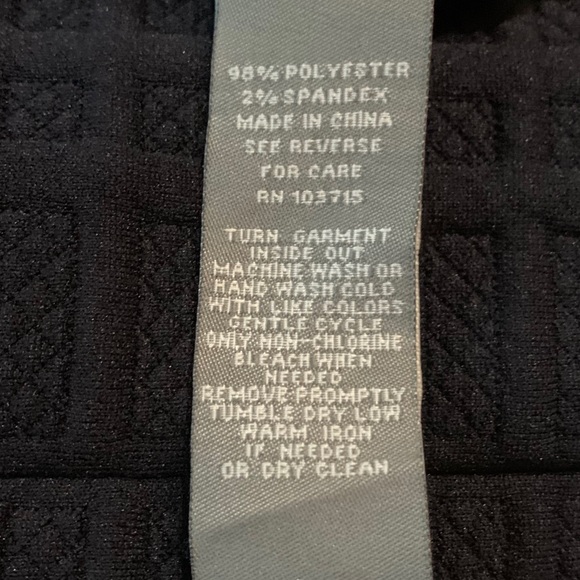 98% POLYESTER
2% SPANDEX
MADE IN CHINA
SEE REVERSE
FOR CARE
RN 103715
TURN GARMENT
INSIDE OUT
MACHINE WASH OR
HAND WASH COLD
WITH LIKE COLORS
GENTLE CYCLE
ONLY NON-CHLORINE
BLEACH WHEN
NEEDED
REMOVE PROMPTLY
TUMBLE DRY LOW
WARM IRON
IF NEEDED
OR DRY CLEAN